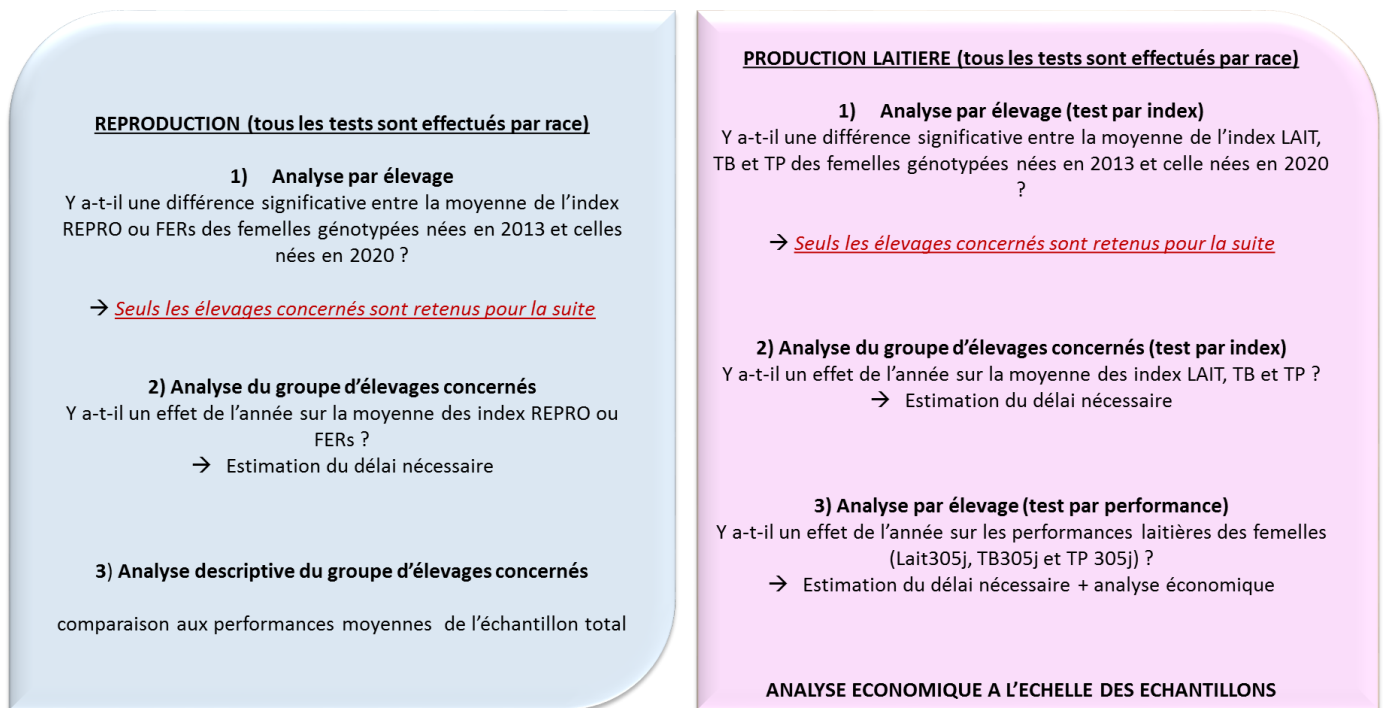 REPRODUCTION (tous les tests sont effectués par race)
1) Analyse par élevage
Y a-t-il une différence significative entre la moyenne de l’index
REPRO ou FERs des femelles génotypées nées en 2013 et celles
nées en 2020 ?
→ Seuls les élevages concernés sont retenus pour la suite
2) Analyse du groupe d’élevages concernés
Y a-t-il un effet de l’année sur la moyenne des index REPRO ou
FERs ?
→ Estimation du délai nécessaire
3) Analyse descriptive du groupe d’élevages concernés
comparaison aux performances moyennes de l’échantillon total
PRODUCTION LAITIERE (tous les tests sont effectués par race)
1) Analyse par élevage (test par index)
Y a-t-il une différence significative entre la moyenne de l’index LAIT,
TB et TP des femelles génotypées nées en 2013 et celle nées en 2020
?
→ Seuls les élevages concernés sont retenus pour la suite
2) Analyse du groupe d’élevages concernés (test par index)
Y a-t-il un effet de l’année sur la moyenne des index LAIT, TB et TP ?
→ Estimation du délai nécessaire
3) Analyse par élevage (test par performance)
Y a-t-il un effet de l’année sur les performances laitières des femelles
(Lait305j, TB305j et TP 305j) ?
→ Estimation du délai nécessaire + analyse économique
ANALYSE ECONOMIQUE A L’ECHELLE DES ECHANTILLONS